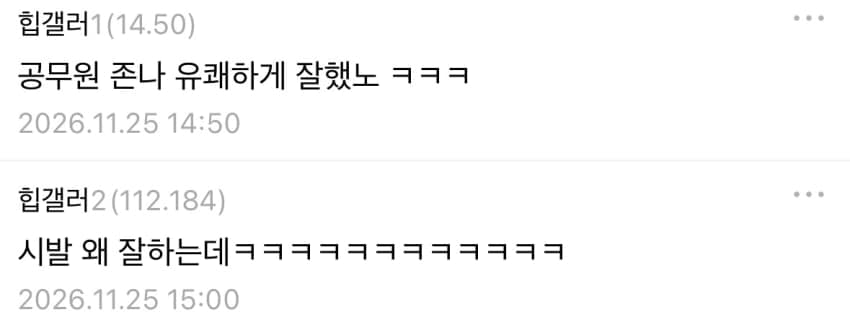 힙갤러1(14.50)
공무원 존나 유쾌하게 잘했노 ㅋㅋㅋ
2026.11.25 14:50
힙갤러2(112.184)
시발 왜 잘하는데ㅋㅋㅋㅋㅋㅋㅋㅋㅋㅋㅋㅋ
2026.11.25 15:00